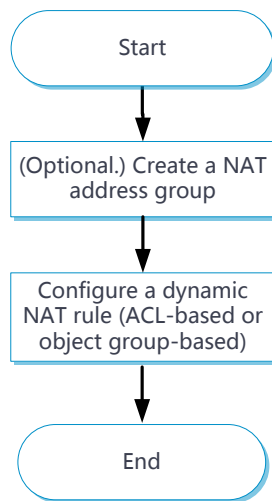 Start
(Optional.) Create a NAT
address group
Configure a dynamic
NAT rule (ACL-based or
object group-based)
End